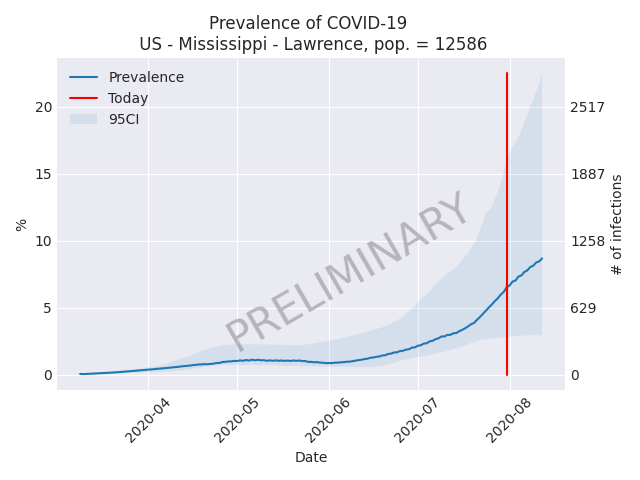 Prevalence of COVID-19
US - Mississippi - Lawrence, pop. = 12586
Prevalence
Today
95CI
PRELIMINARY
%
20
15
10
5
0
2517
1887
1258
629
0
# of infections
2020-04
2020-05
2020-06
2020-07
2020-08
Date